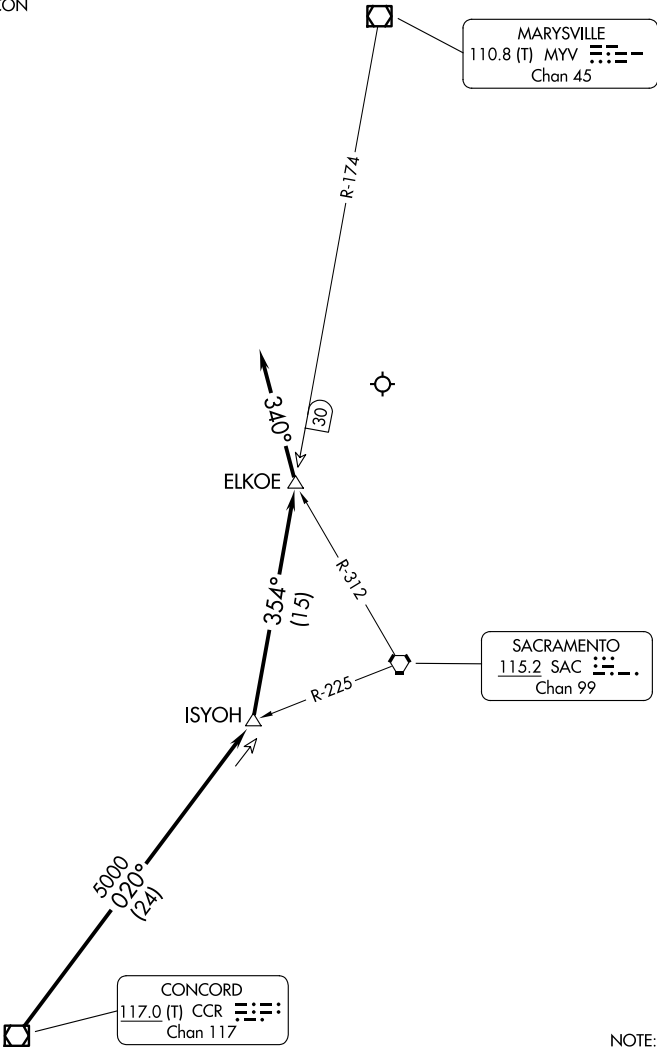 MARYSVILLE
110.8 (T) MYV
Chan 45
R-174
340°
30
ELKOE
R-312
354°
(15)
SACRAMENTO
115.2 SAC
Chan 99
R-225
ISYOH
5000
020°
(24)
CONCORD
117.0 (T) CCR
Chan 117
NOTE: